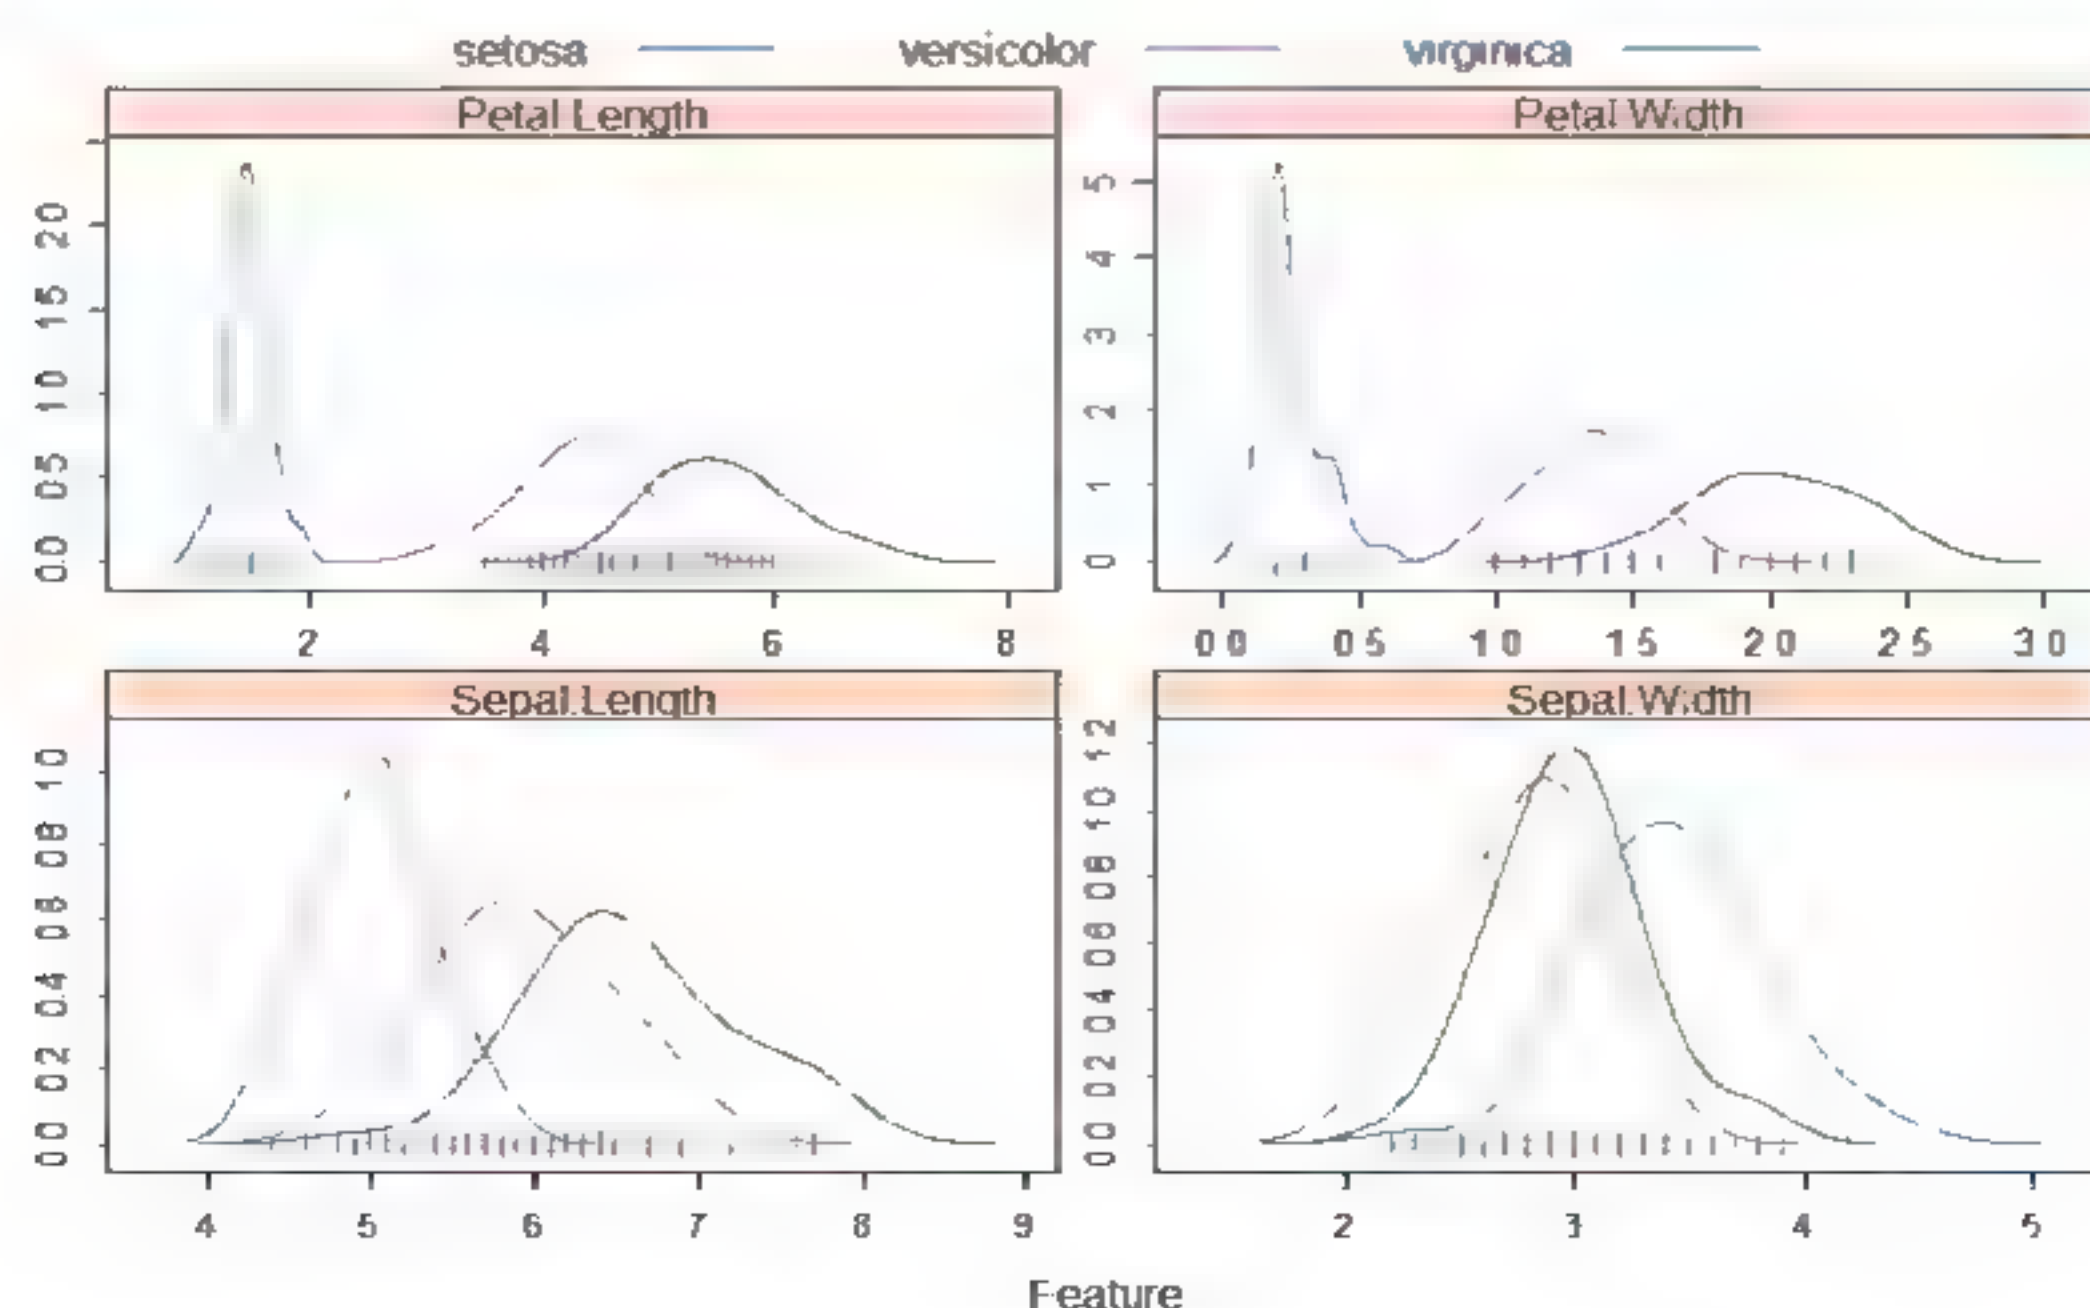 setosa versicolor virginica
Petal.Length Petal.Width
0.0 0.5 1.0 1.5 2.0
0 1 2 3 4 5
2 4 6 8
0.0 0.5 1.0 1.5 2.0 2.5 3.0
Sepal.Length Sepal.Width
0.0 0.2 0.4 0.6 0.8 1.0
0.0 0.2 0.4 0.6 0.8 1.0 1.2
4 5 6 7 8 9
2 3 4 5
Feature